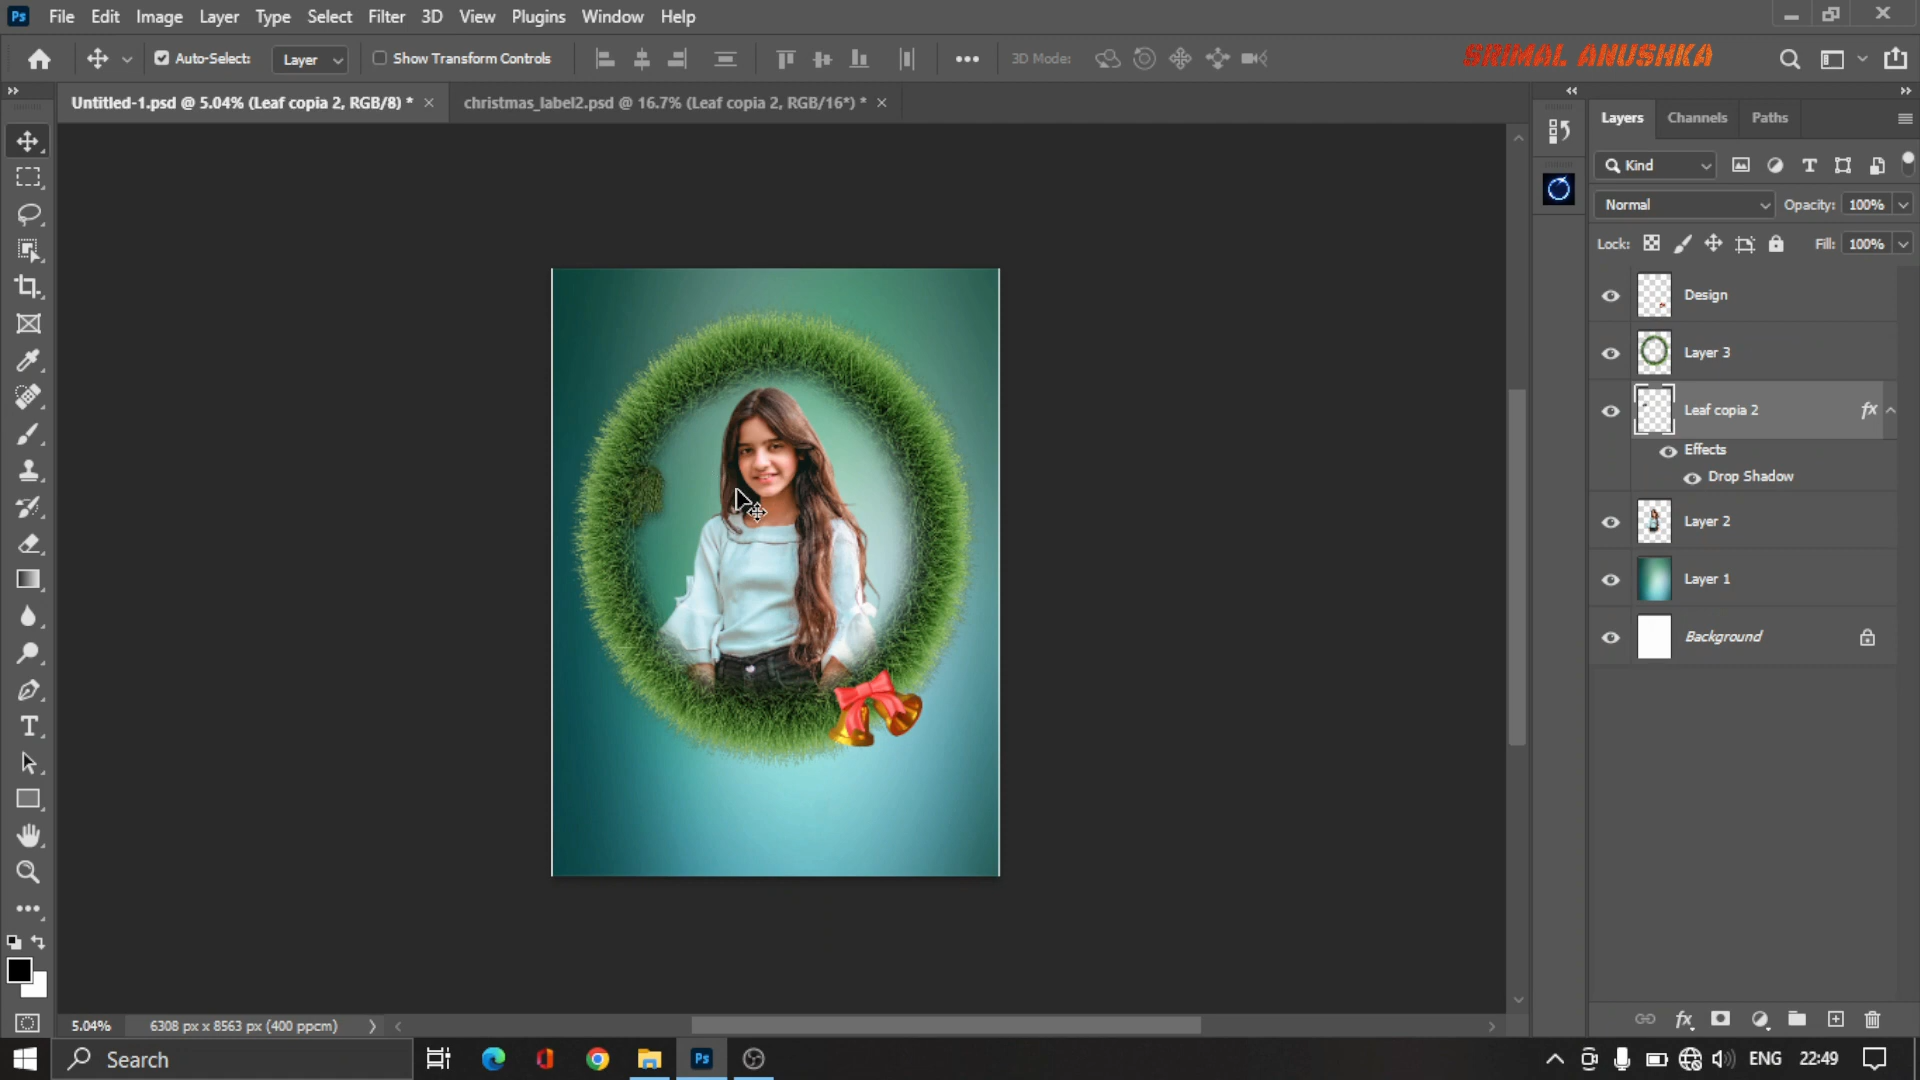 Ps File Edit Image Layer Type Select Filter 3D View Plugins Window Help
Auto-Select: Layer Show Transform Controls 3D Mode: SRIMAL ANUSHKA
Untitled-1.psd @ 5.04% (Leaf copia 2, RGB/8) * christmas_label2.psd @ 16.7% (Leaf copia 2, RGB/16*) *
Layers Channels Paths
Kind
Normal Opacity: 100%
Lock: Fill: 100%
Design
Layer 3
Leaf copia 2 fx
Effects
Drop Shadow
Layer 2
Layer 1
Background
5.04% 6308 px x 8563 px (400 ppcm)
fx
Search Ps ENG 22:49